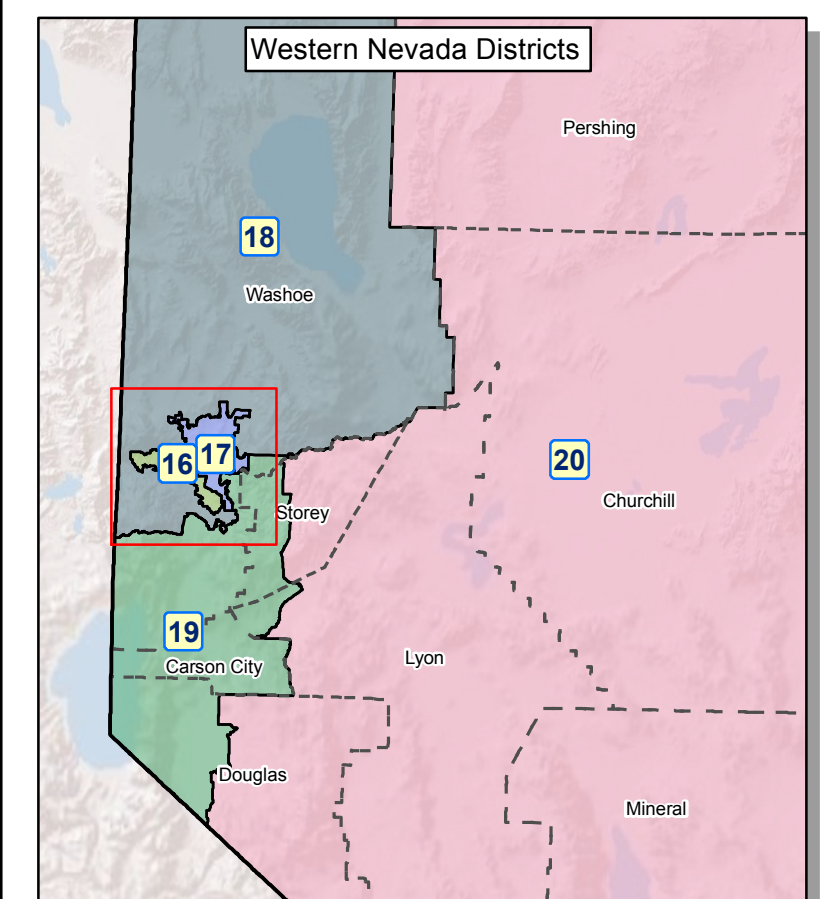 Western Nevada Districts
Pershing
18
Washoe
17
16
20
Churchill
Storey
19
Lyon
Carson City
Douglas
Mineral